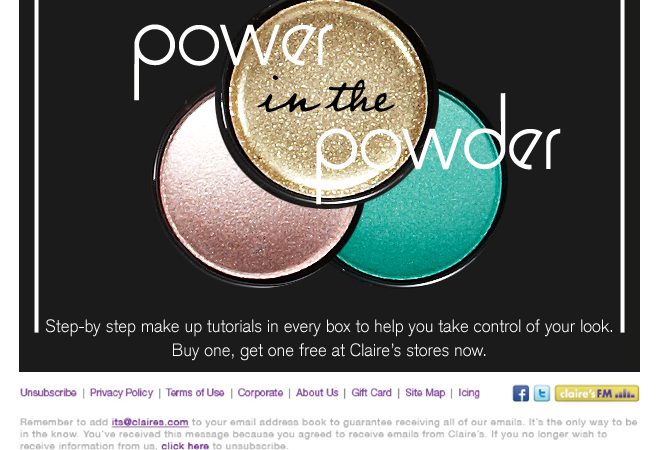 power
in the
powder
Step-by step make up tutorials in every box to help you take control of your look.
Buy one, get one free at Claire's stores now.
Unsubscribe | Privacy Policy | Terms of Use | Corporate | About Us | Gift Card | Site Map | Icing
claire's FM
Remember to add its@claires.com to your email address book to guarantee receiving all of our emails. It's the only way to be
in the know. You've received this message because you agreed to receive emails from Claire's. If you no longer wish to
receive information from us, click here to unsubscribe.